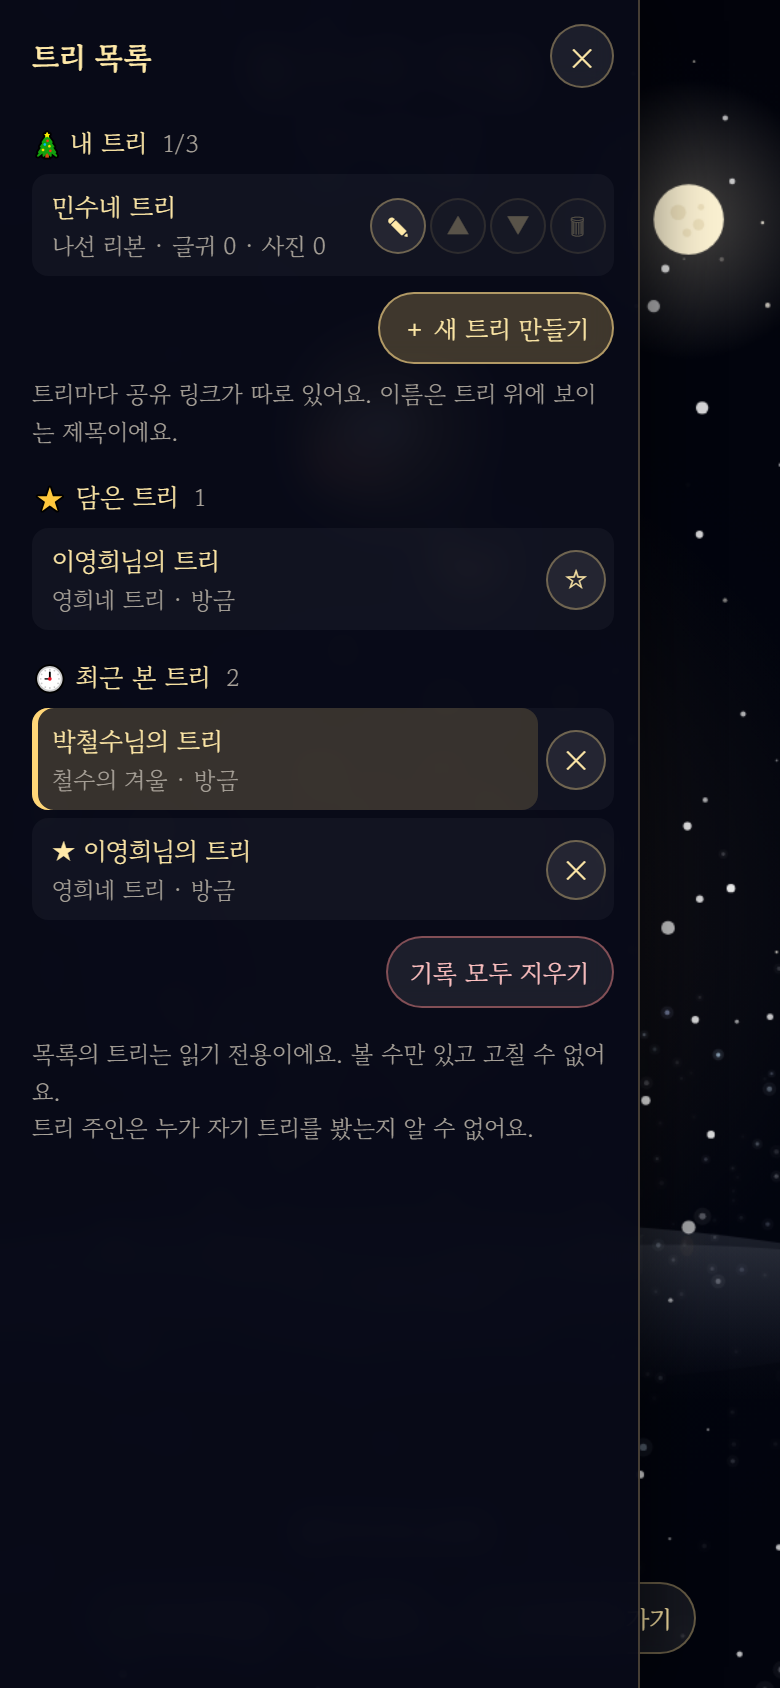 트리 목록
내 트리 1/3
민수네 트리
나선 리본 · 글귀 0 · 사진 0
+ 새 트리 만들기
트리마다 공유 링크가 따로 있어요. 이름은 트리 위에 보이
는 제목이에요.
담은 트리 1
이영희님의 트리
영희네 트리 · 방금
최근 본 트리 2
박철수님의 트리
철수의 겨울 · 방금
★ 이영희님의 트리
영희네 트리 · 방금
기록 모두 지우기
목록의 트리는 읽기 전용이에요. 볼 수만 있고 고칠 수 없어
요.
트리 주인은 누가 자기 트리를 봤는지 알 수 없어요.